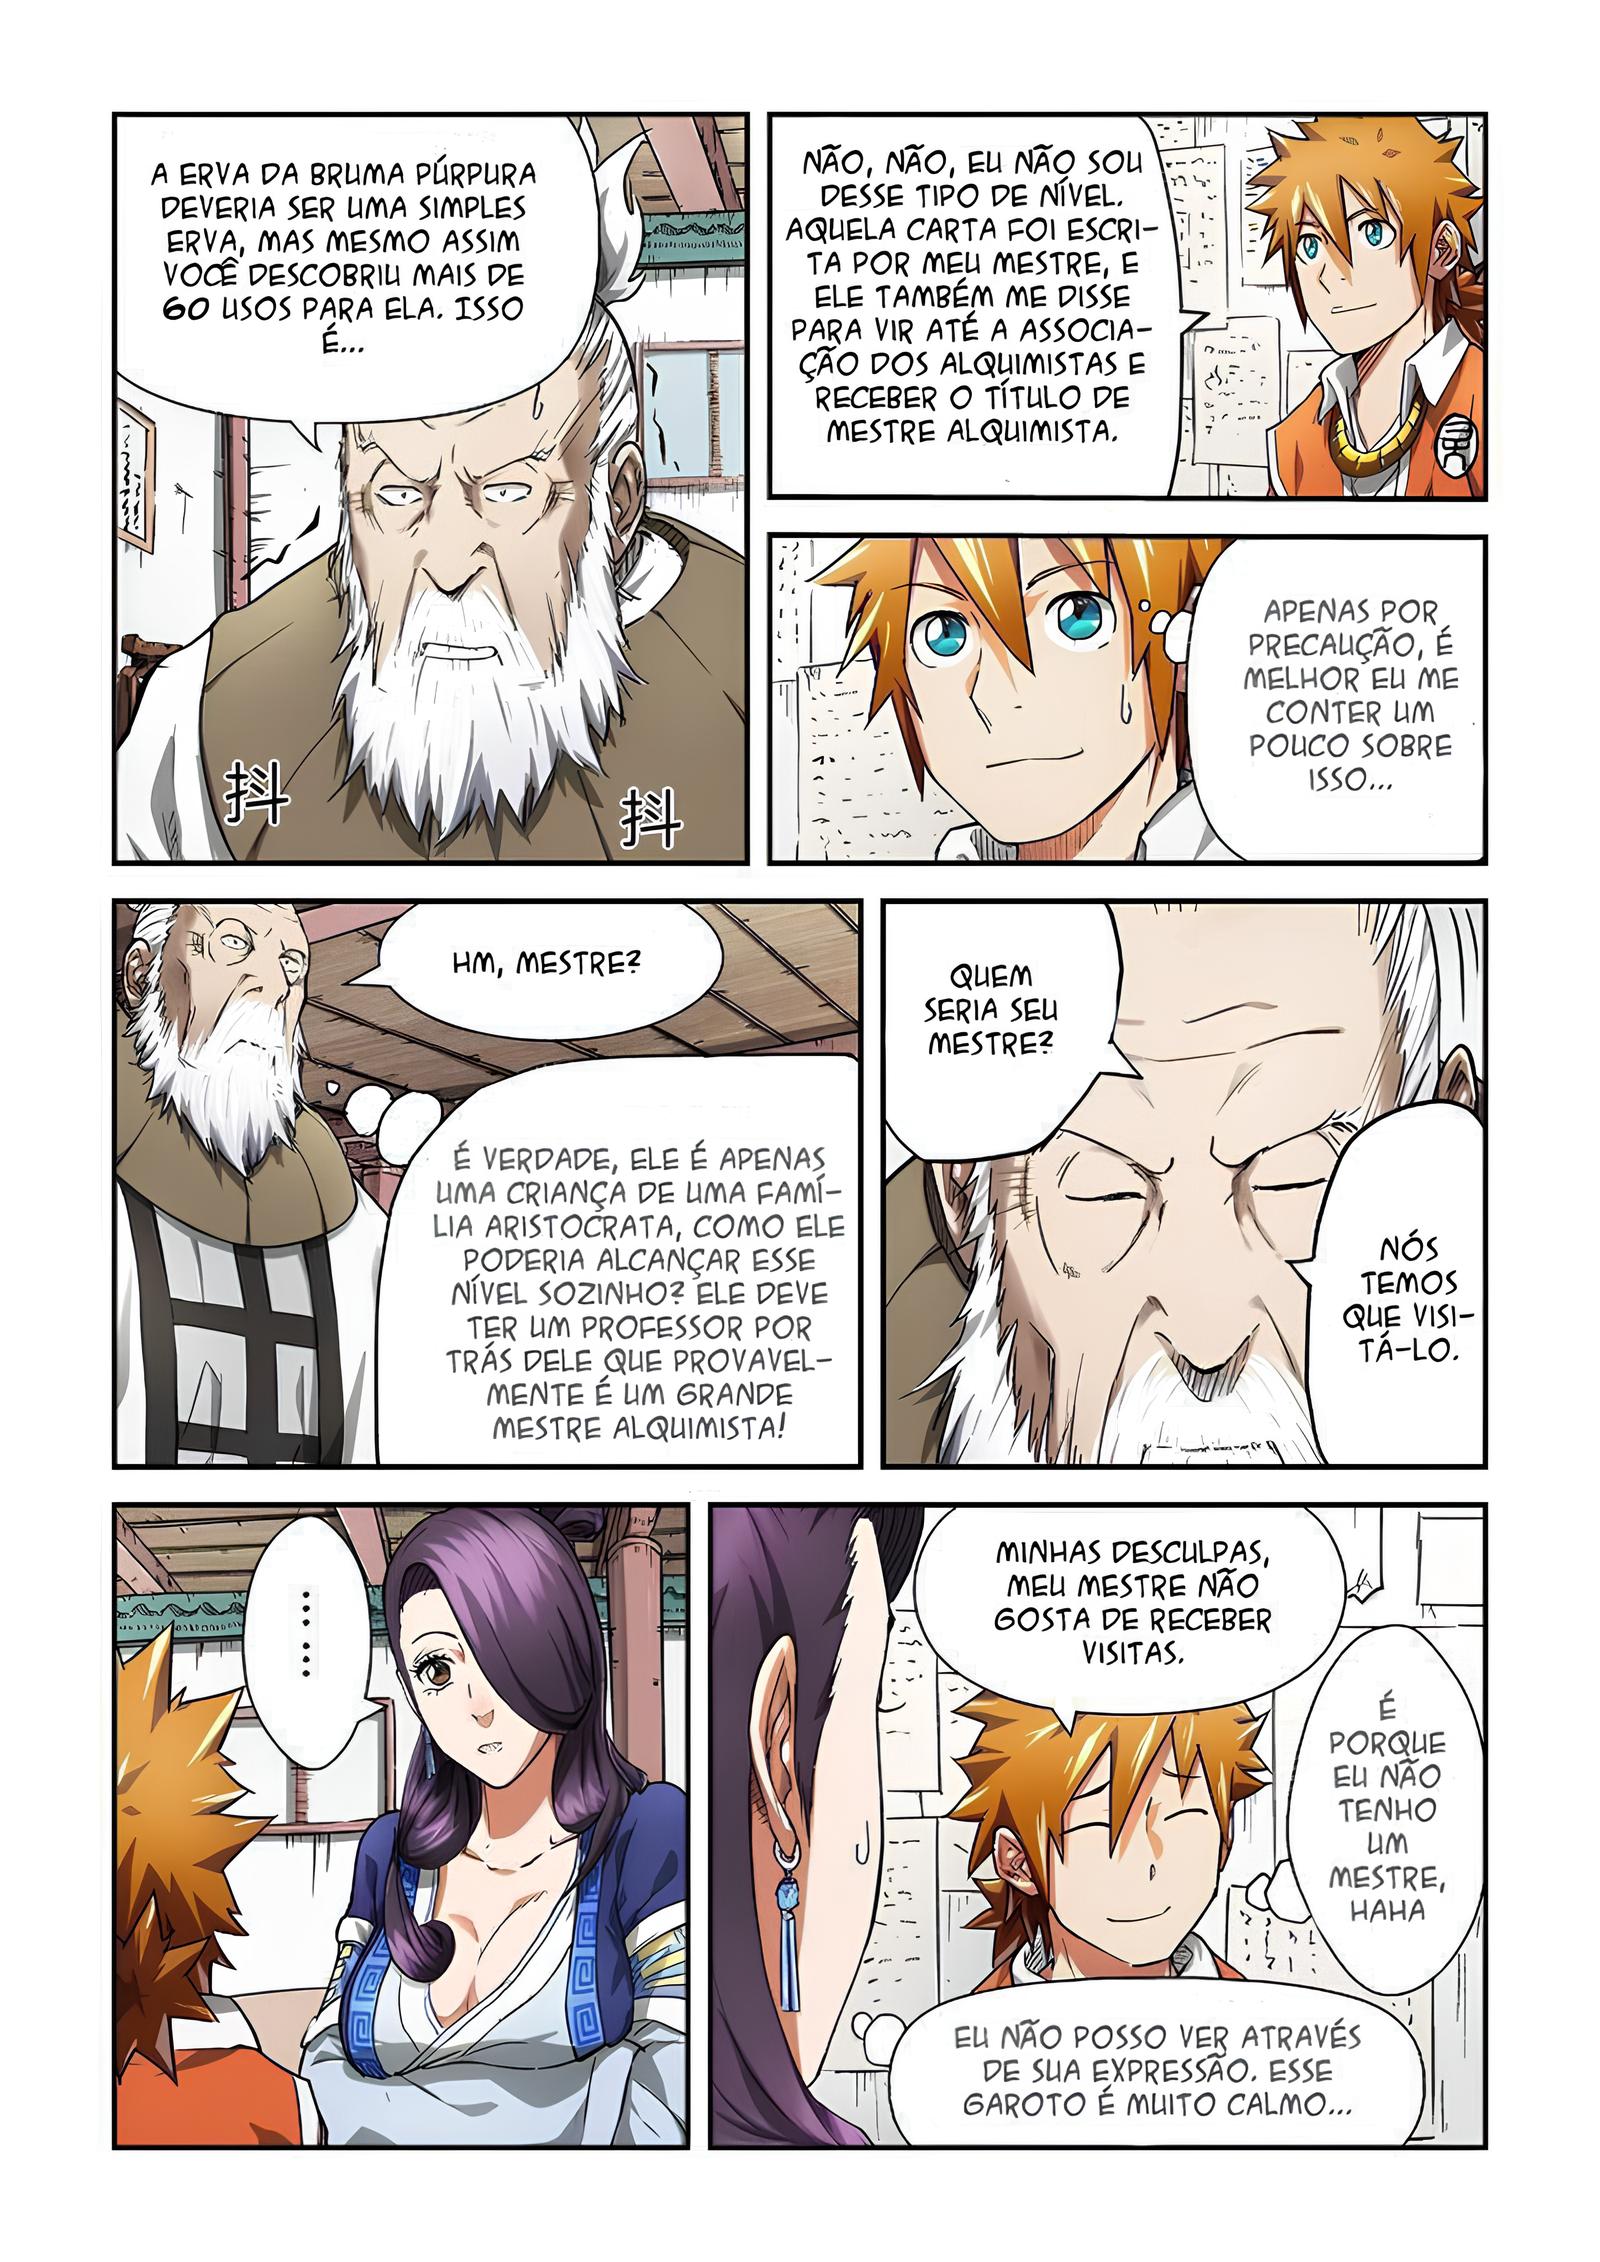 A ERVA DA BRUMA PÚRPURA
DEVERIA SER UMA SIMPLES
ERVA, MAS MESMO ASSIM
VOCÊ DESCOBRIU MAIS DE
60 USOS PARA ELA. ISSO
É...
抖
抖
NÃO, NÃO, EU NÃO SOU
DESSE TIPO DE NÍVEL.
AQUELA CARTA FOI ESCRI-
TA POR MEU MESTRE, E
ELE TAMBÉM ME DISSE
PARA VIR ATÉ A ASSOCIA-
ÇÃO DOS ALQUIMISTAS E
RECEBER O TÍTULO DE
MESTRE ALQUIMISTA.
APENAS POR
PRECAUÇÃO, É
MELHOR EU ME
CONTER UM
POUCO SOBRE
ISSO...
HM, MESTRE?
É VERDADE, ELE É APENAS
UMA CRIANÇA DE UMA FAMÍ-
LIA ARISTOCRATA, COMO ELE
PODERIA ALCANÇAR ESSE
NÍVEL SOZINHO? ELE DEVE
TER UM PROFESSOR POR
TRÁS DELE QUE PROVAVEL-
MENTE É UM GRANDE
MESTRE ALQUIMISTA!
QUEM
SERIA SEU
MESTRE?
NÓS
TEMOS
QUE VISI-
TÁ-LO.
......
MINHAS DESCULPAS,
MEU MESTRE NÃO
GOSTA DE RECEBER
VISITAS.
É
PORQUE
EU NÃO
TENHO
UM
MESTRE,
HAHA
EU NÃO POSSO VER ATRAVÉS
DE SUA EXPRESSÃO. ESSE
GAROTO É MUITO CALMO...